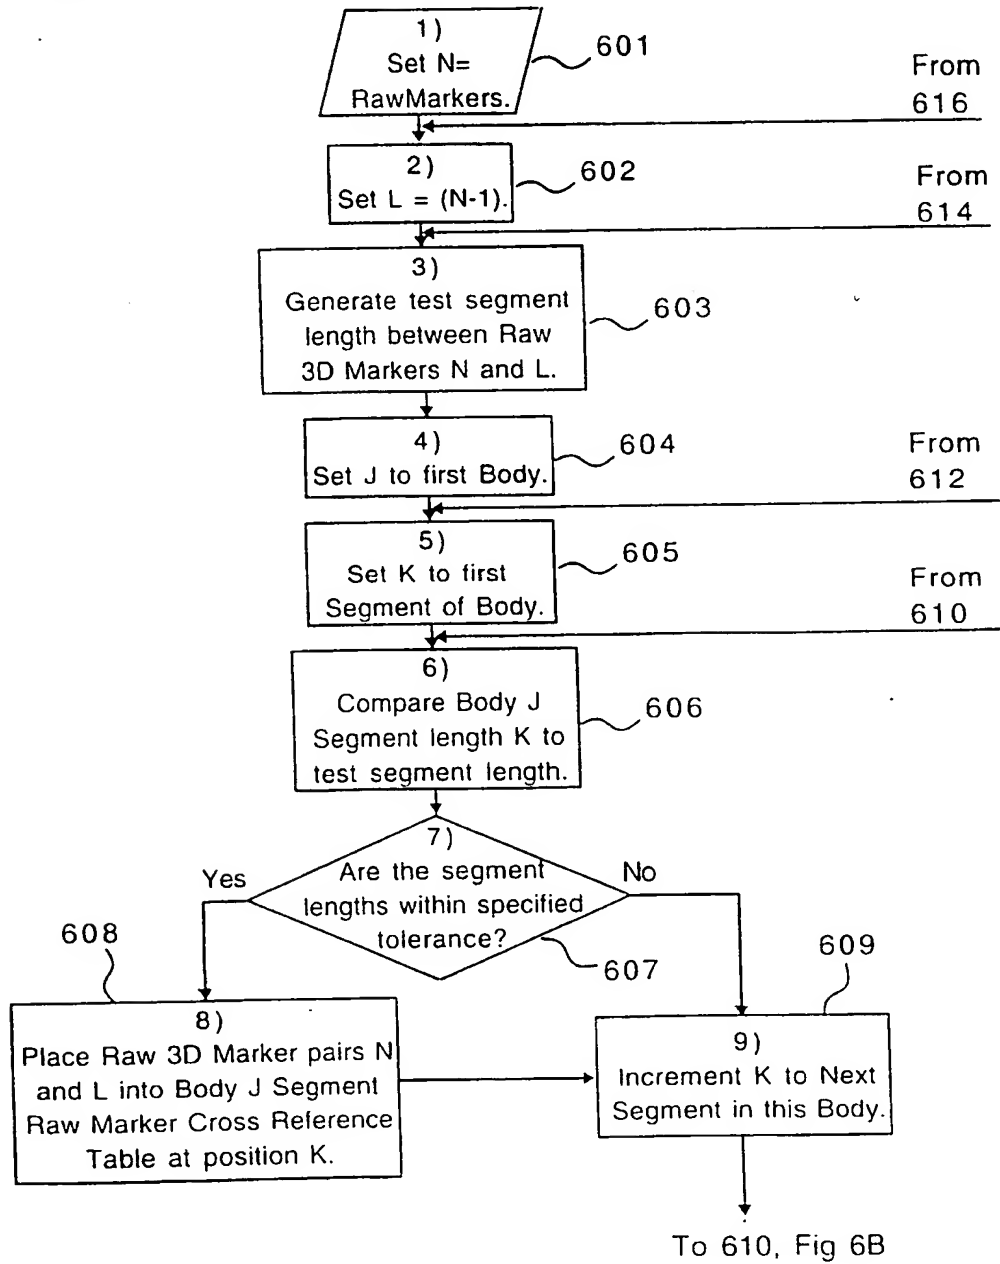 1)
Set N=
RawMarkers.
601
From
616
2)
Set L = (N-1).
602
From
614
3)
Generate test segment
length between Raw
3D Markers N and L.
603
4)
Set J to first Body.
604
From
612
5)
Set K to first
Segment of Body.
605
From
610
6)
Compare Body J
Segment length K to
test segment length.
606
7)
Are the segment
lengths within specified
tolerance?
Yes
No
607
608
609
8)
Place Raw 3D Marker pairs N
and L into Body J Segment
Raw Marker Cross Reference
Table at position K.
9)
Increment K to Next
Segment in this Body.
To 610, Fig 6B